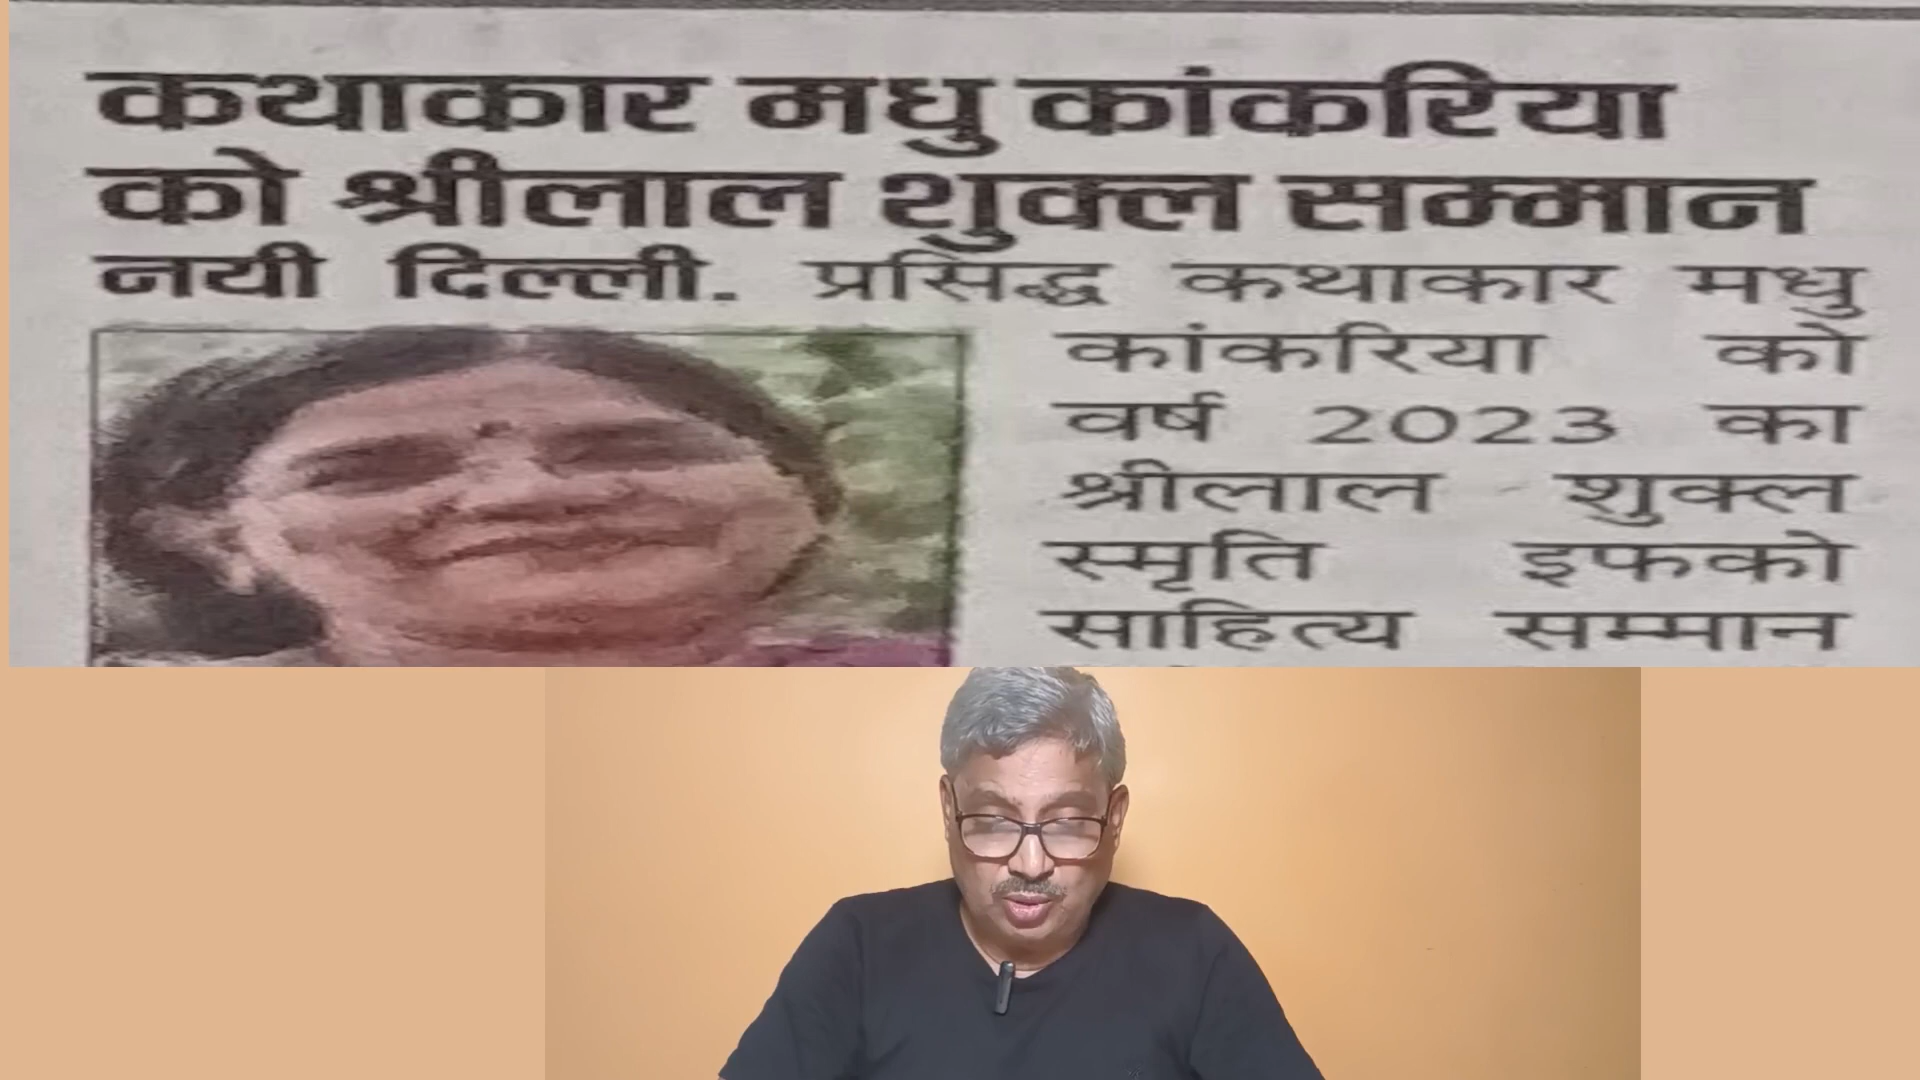 कथाकार मधु कांकरिया
को श्रीलाल शुक्ल सम्मान
नयी दिल्ली. प्रसिद्ध कथाकार मधु
कांकरिया को
वर्ष 2023 का
श्रीलाल शुक्ल
स्मृति इफको
साहित्य सम्मान